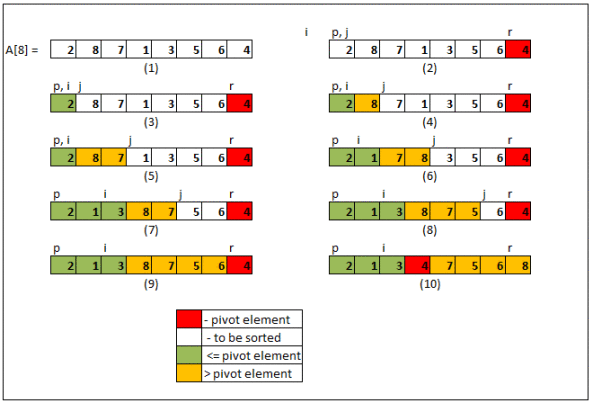 i p, j r
A[8] = 2 8 7 1 3 5 6 4 2 8 7 1 3 5 6 4
(1) (2)
p, i j r p, i j r
2 8 7 1 3 5 6 4 2 8 7 1 3 5 6 4
(3) (4)
p, i j r p i j r
2 8 7 1 3 5 6 4 2 1 7 8 3 5 6 4
(5) (6)
p i j r p i j r
2 1 3 8 7 5 6 4 2 1 3 8 7 5 6 4
(7) (8)
p i r p i r
2 1 3 8 7 5 6 4 2 1 3 4 7 5 6 8
(9) (10)
- pivot element
- to be sorted
<= pivot element
> pivot element